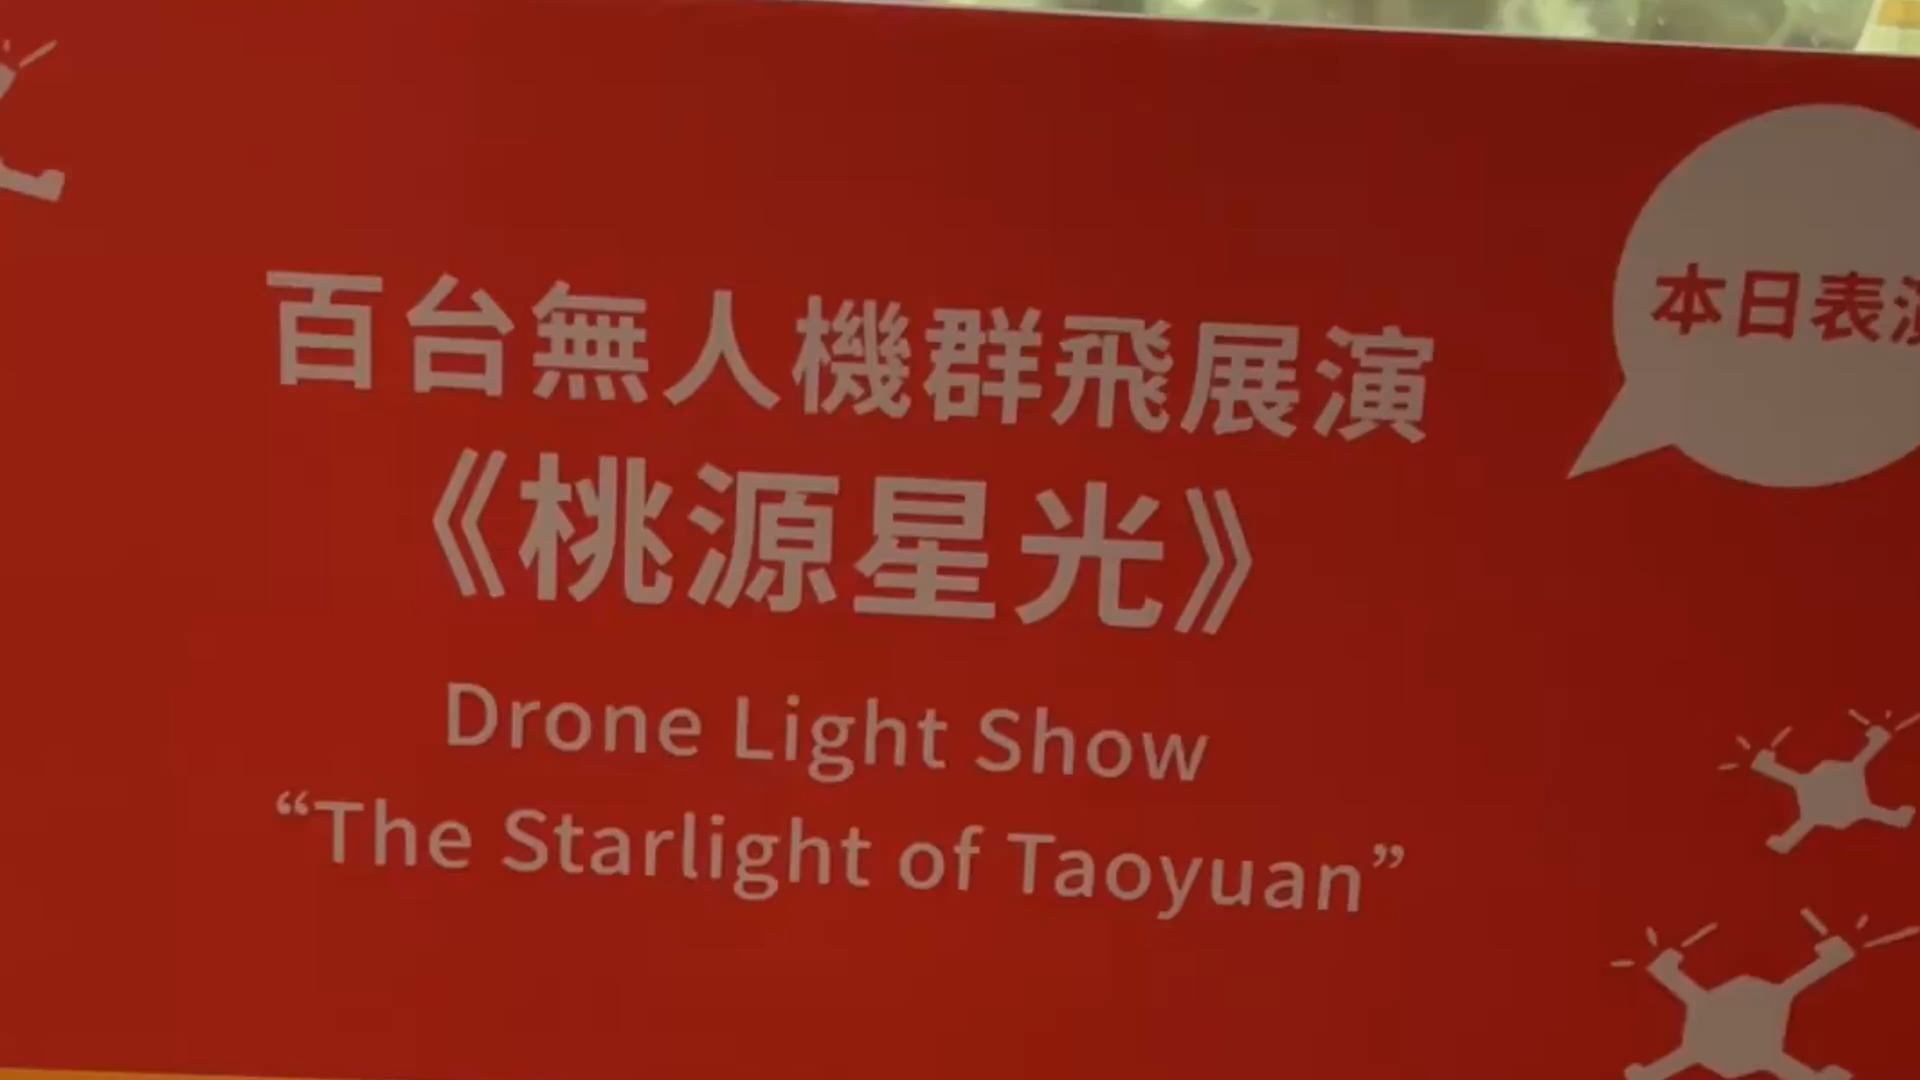 百台無人機群飛展演
《桃源星光》
Drone Light Show
“The Starlight of Taoyuan”
本日表演